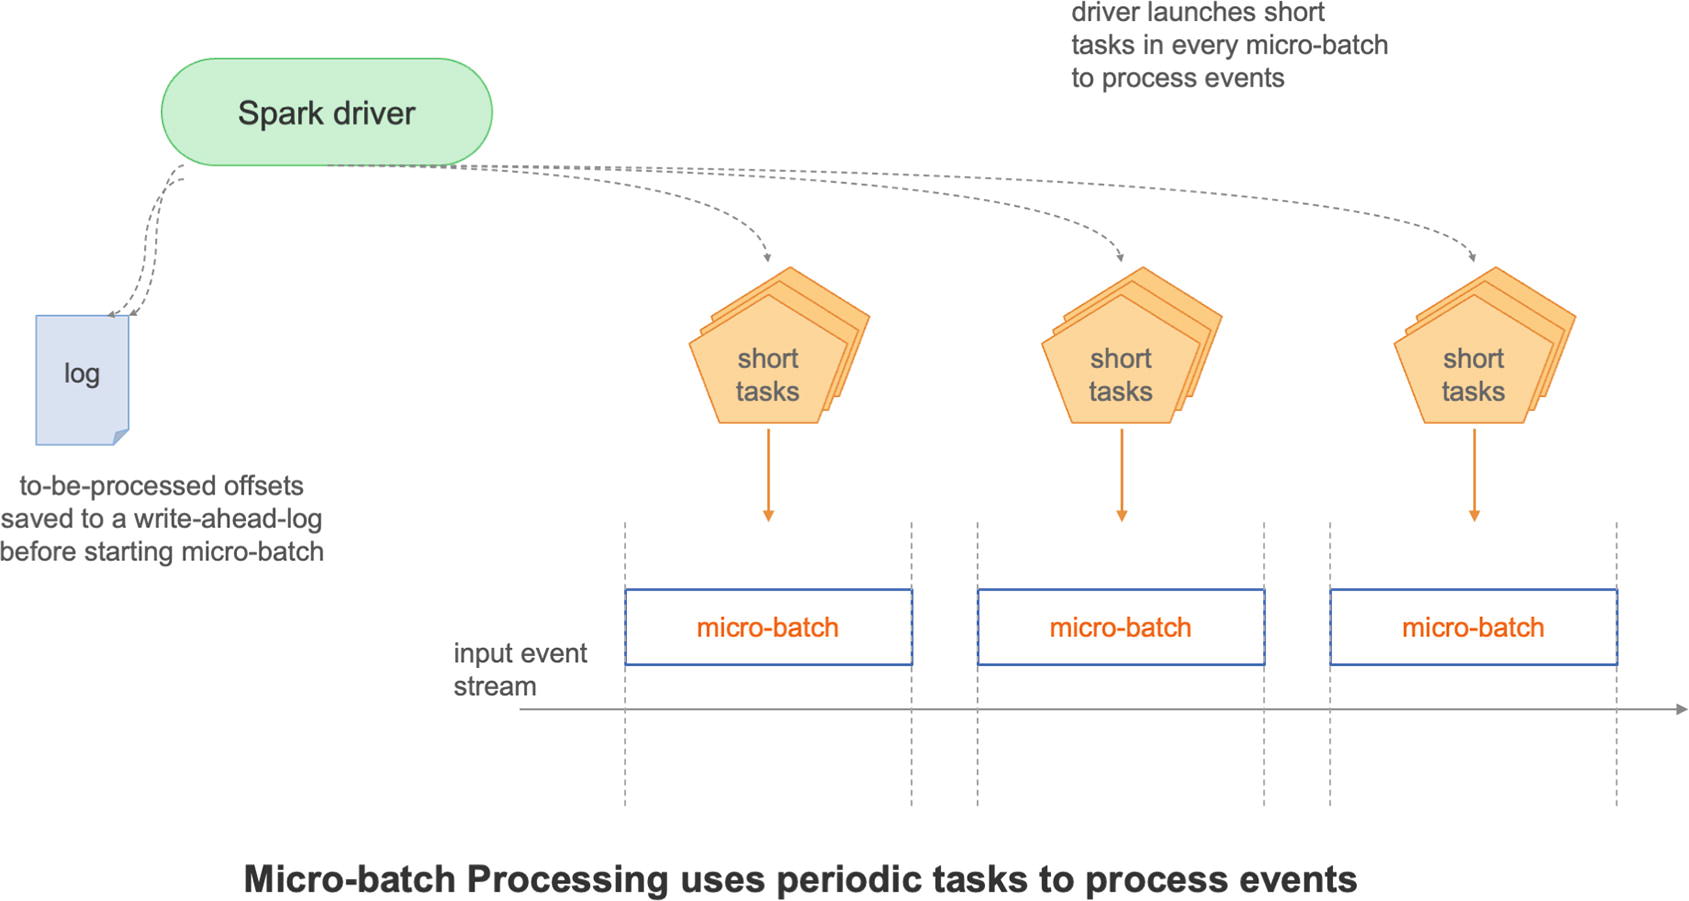 driver launches short
tasks in every micro-batch
to process events
Spark driver
log
to-be-processed offsets
saved to a write-ahead-log
before starting micro-batch
short
tasks
short
tasks
short
tasks
micro-batch
micro-batch
micro-batch
input event
stream
Micro-batch Processing uses periodic tasks to process events